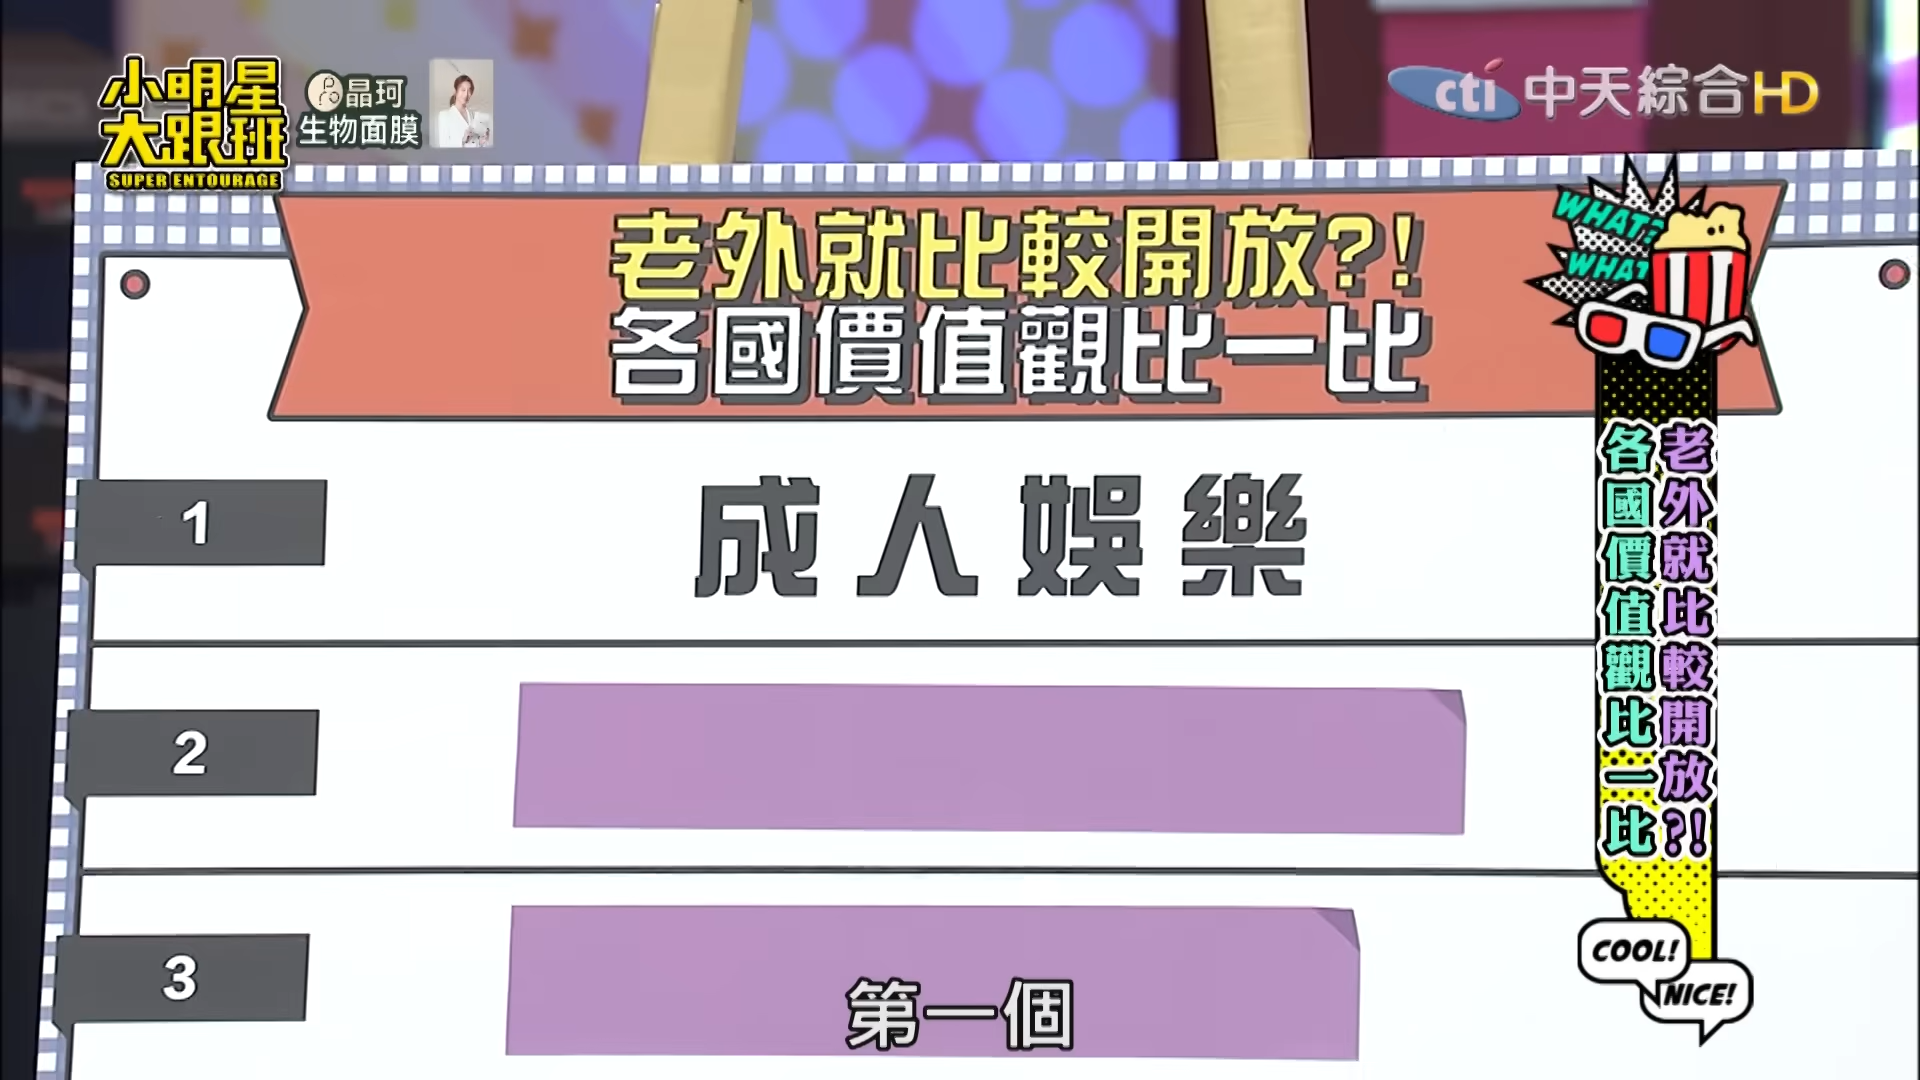 小明星
大跟班
SUPER ENTOURAGE
晶珂
生物面膜
cti 中天綜合HD
老外就比較開放?!
各國價值觀比一比
WHAT?
WHAT
老外就比較開放?!
各國價值觀比一比
1
成人娛樂
2
3
第一個
COOL!
NICE!